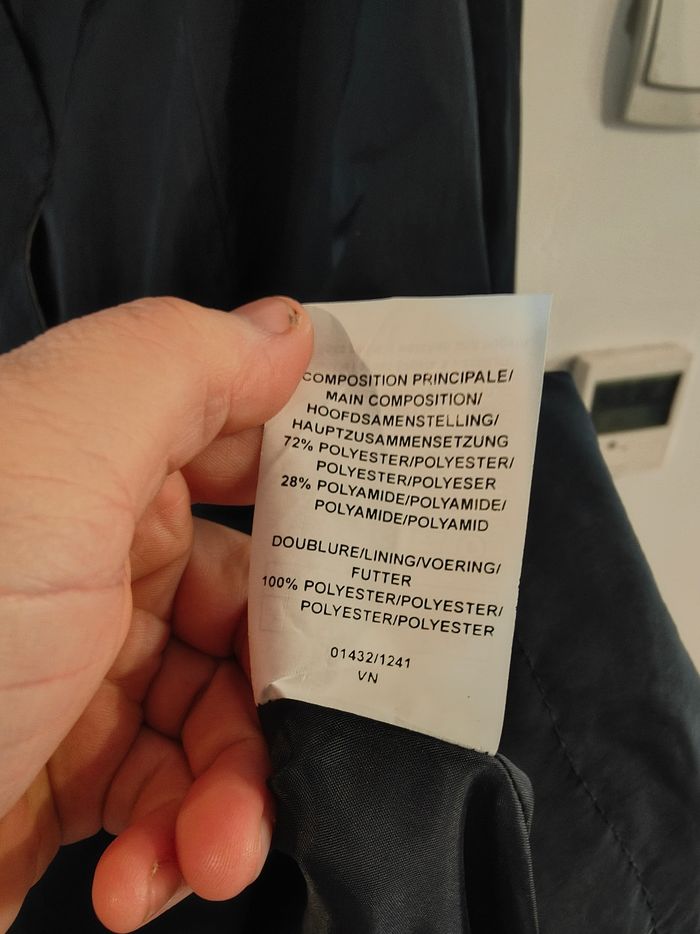 COMPOSITION PRINCIPALE/
MAIN COMPOSITION/
HOOFDSAMENSTELLING/
HAUPTZUSAMMENSETZUNG
72% POLYESTER/POLYESTER/
POLYESTER/POLYESER
28% POLYAMIDE/POLYAMIDE/
POLYAMIDE/POLYAMID
DOUBLURE/LINING/VOERING/
FUTTER
100% POLYESTER/POLYESTER/
POLYESTER/POLYESTER
01432/1241
VN